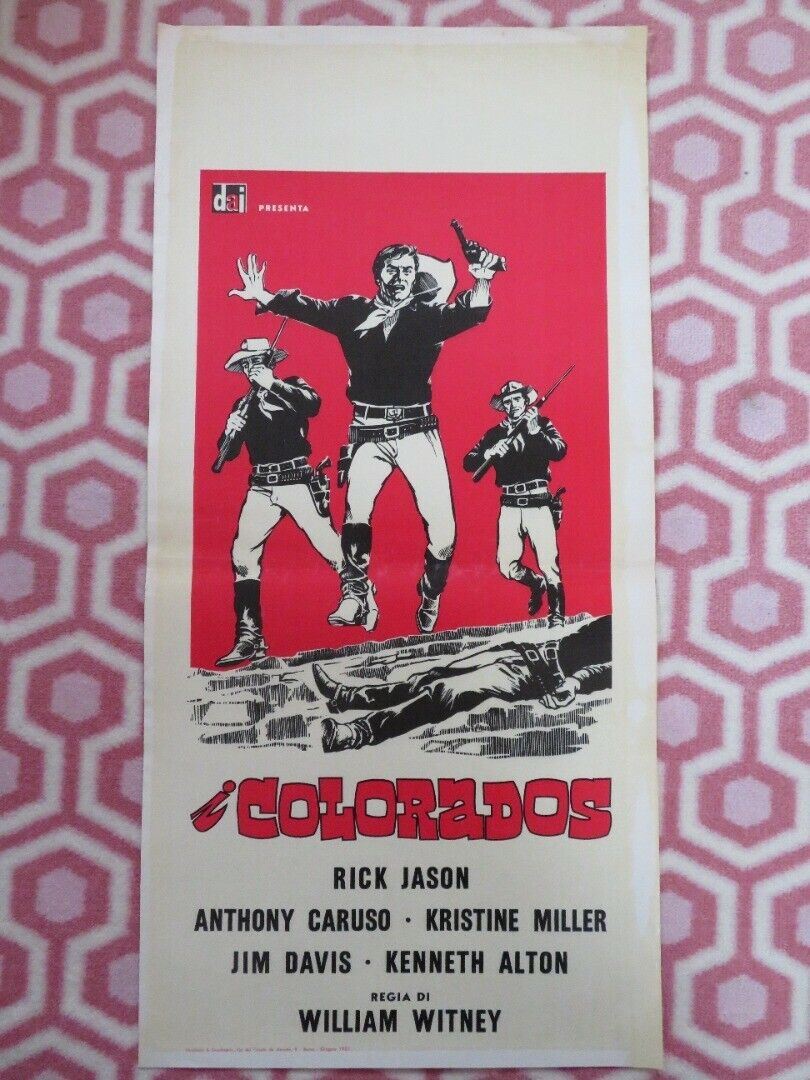 dai PRESENTA
i COLORADOS
RICK JASON
ANTHONY CARUSO · KRISTINE MILLER
JIM DAVIS · KENNETH ALTON
REGIA DI
WILLIAM WITNEY